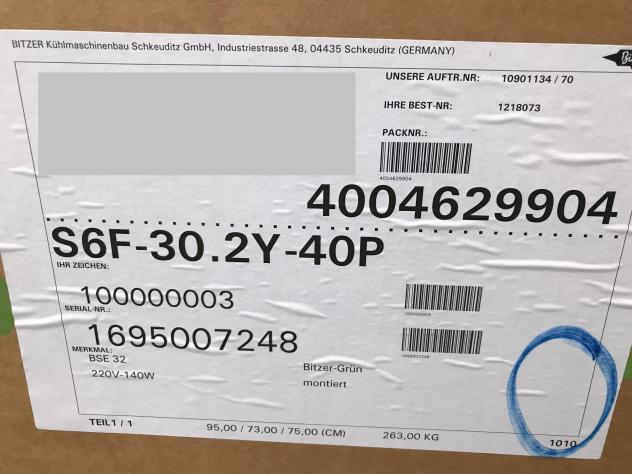 BITZER Kühlmaschinenbau Schkeuditz GmbH, Industriestrasse 48, 04435 Schkeuditz (GERMANY)
UNSERE AUFTR.NR: 10901134 / 70
IHRE BEST-NR: 1218073
PACKNR.:
4004629904
4004629904
S6F-30.2Y-40P
IHR ZEICHEN:
100000003
100000003
SERIAL-NR.:
1695007248
1695007248
MERKMAL:
BSE 32
220V-140W
Bitzer-Grün
montiert
TEIL1 / 1
95,00 / 73,00 / 75,00 (CM)
263,00 KG
1010